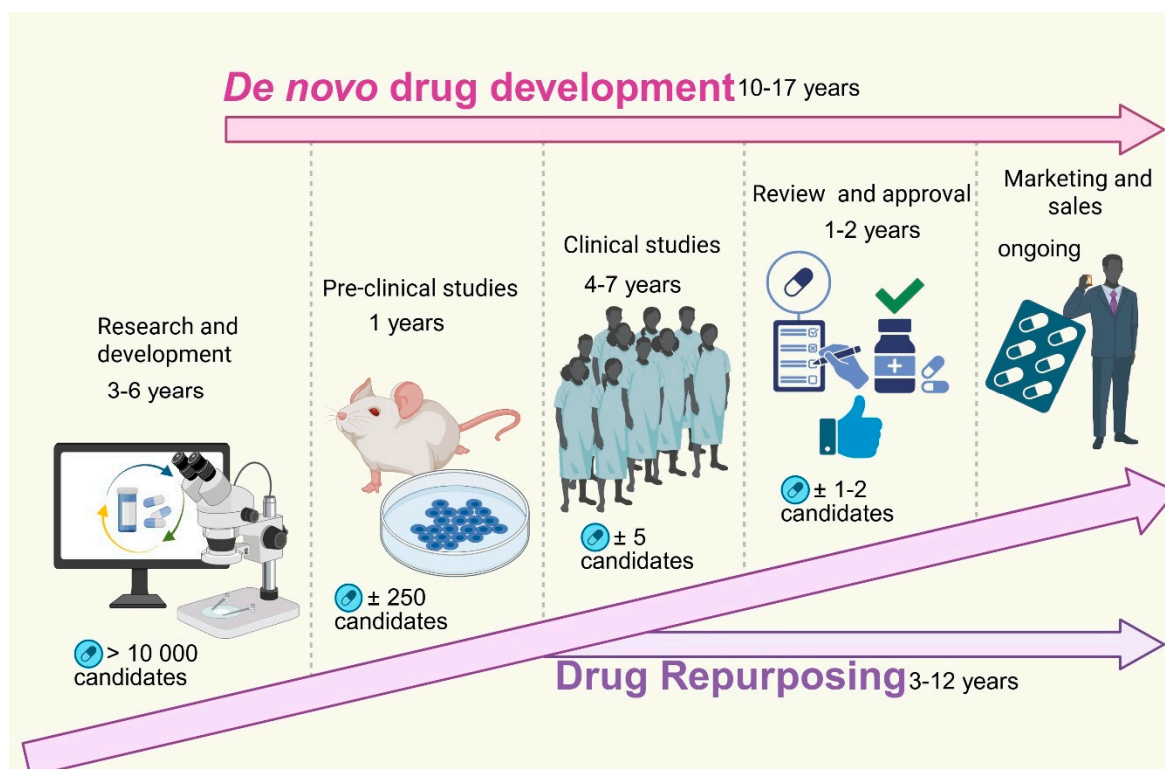 De novo drug development 10-17 years
Research and
development
3-6 years
> 10 000
candidates
Pre-clinical studies
1 years
± 250
candidates
Clinical studies
4-7 years
± 5
candidates
Review and approval
1-2 years
± 1-2
candidates
Marketing and
sales
ongoing
Drug Repurposing 3-12 years